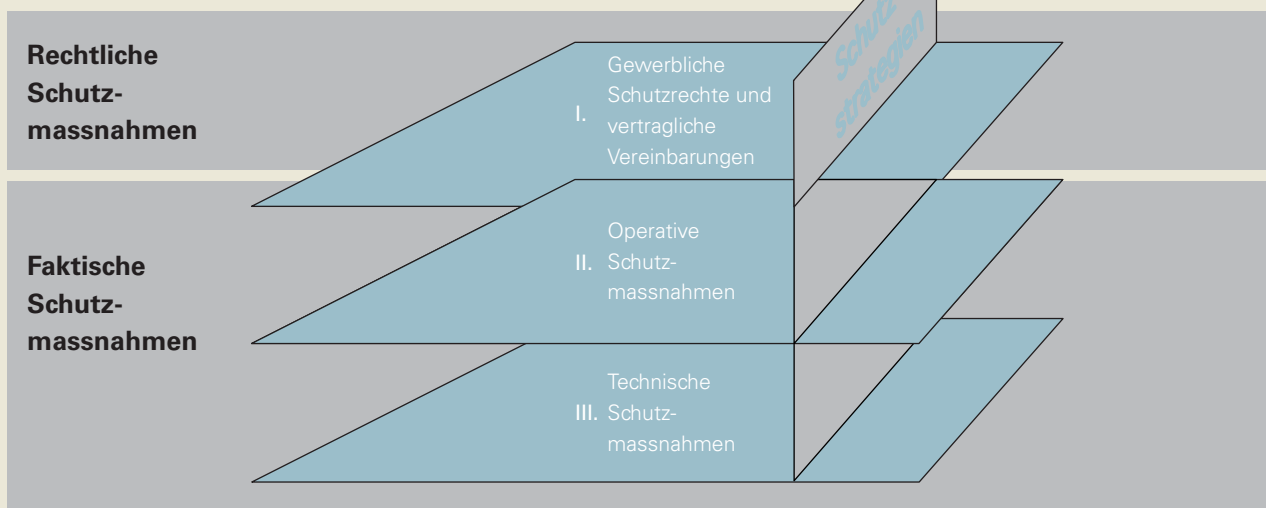 Rechtliche
Schutz-
massnahmen
I.
Gewerbliche
Schutzrechte und
vertragliche
Vereinbarungen
Schutz
strategien
Faktische
Schutz-
massnahmen
II.
Operative
Schutz-
massnahmen
III.
Technische
Schutz-
massnahmen